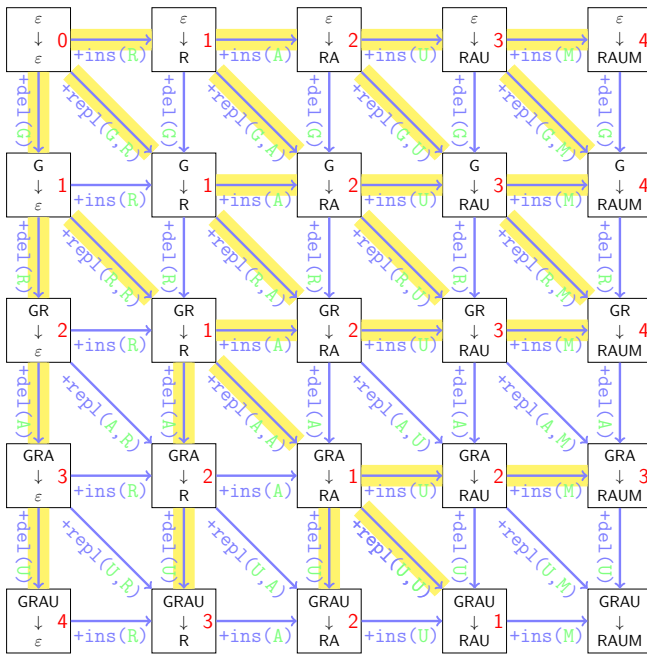 ε ε ε ε ε
↓ 0 ↓ 1 ↓ 2 ↓ 3 ↓ 4
ε +ins(R) R +ins(A) RA +ins(U) RAU +ins(M) RAUM
+del(G) +repl(G,R) +del(G) +repl(G,A) +del(G) +repl(G,U) +del(G) +repl(G,M) +del(G)
G G G G G
↓ 1 ↓ 1 ↓ 2 ↓ 3 ↓ 4
ε +ins(R) R +ins(A) RA +ins(U) RAU +ins(M) RAUM
+del(R) +repl(R,R) +del(R) +repl(R,A) +del(R) +repl(R,U) +del(R) +repl(R,M) +del(R)
GR GR GR GR GR
↓ 2 ↓ 1 ↓ 2 ↓ 3 ↓ 4
ε +ins(R) R +ins(A) RA +ins(U) RAU +ins(M) RAUM
+del(A) +repl(A,R) +del(A) +repl(A,A) +del(A) +repl(A,U) +del(A) +repl(A,M) +del(A)
GRA GRA GRA GRA GRA
↓ 3 ↓ 2 ↓ 1 ↓ 2 ↓ 3
ε +ins(R) R +ins(A) RA +ins(U) RAU +ins(M) RAUM
+del(U) +repl(U,R) +del(U) +repl(U,A) +del(U) +repl(U,U) +del(U) +repl(U,M) +del(U)
GRAU GRAU GRAU GRAU GRAU
↓ 4 ↓ 3 ↓ 2 ↓ 1 ↓
ε +ins(R) R +ins(A) RA +ins(U) RAU +ins(M) RAUM